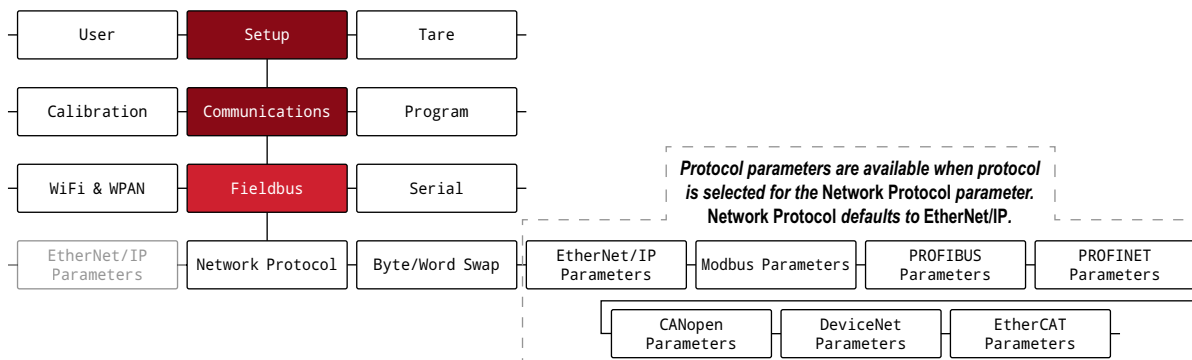 User
Setup
Tare
Calibration
Communications
Program
WiFi & WPAN
Fieldbus
Serial
Protocol parameters are available when protocol
is selected for the Network Protocol parameter.
Network Protocol defaults to EtherNet/IP.
EtherNet/IP
Parameters
Network Protocol
Byte/Word Swap
EtherNet/IP
Parameters
Modbus Parameters
PROFIBUS
Parameters
PROFINET
Parameters
CANopen
Parameters
DeviceNet
Parameters
EtherCAT
Parameters